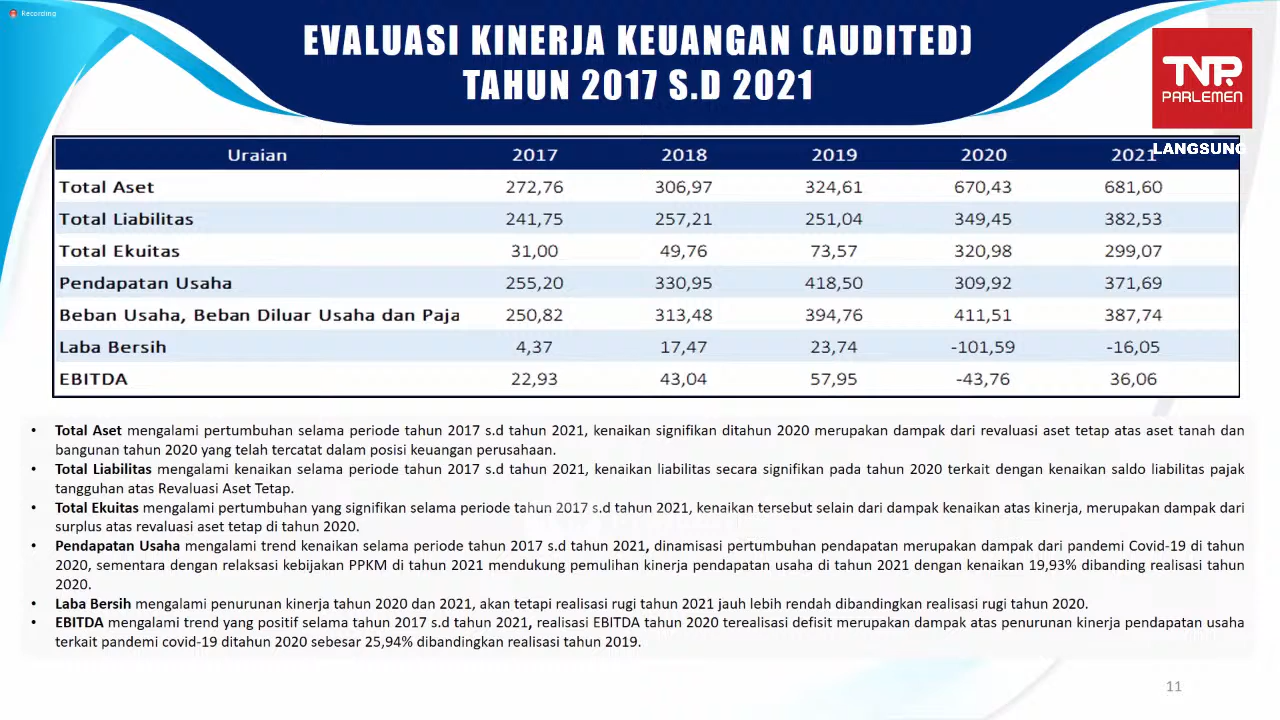 Recording
EVALUASI KINERJA KEUANGAN (AUDITED)
TAHUN 2017 S.D 2021
TVR
PARLEMEN
LANGSUNG
Uraian 2017 2018 2019 2020 2021
Total Aset 272,76 306,97 324,61 670,43 681,60
Total Liabilitas 241,75 257,21 251,04 349,45 382,53
Total Ekuitas 31,00 49,76 73,57 320,98 299,07
Pendapatan Usaha 255,20 330,95 418,50 309,92 371,69
Beban Usaha, Beban Diluar Usaha dan Paja 250,82 313,48 394,76 411,51 387,74
Laba Bersih 4,37 17,47 23,74 -101,59 -16,05
EBITDA 22,93 43,04 57,95 -43,76 36,06
• Total Aset mengalami pertumbuhan selama periode tahun 2017 s.d tahun 2021, kenaikan signifikan ditahun 2020 merupakan dampak dari revaluasi aset tetap atas aset tanah dan
bangunan tahun 2020 yang telah tercatat dalam posisi keuangan perusahaan.
• Total Liabilitas mengalami kenaikan selama periode tahun 2017 s.d tahun 2021, kenaikan liabilitas secara signifikan pada tahun 2020 terkait dengan kenaikan saldo liabilitas pajak
tangguhan atas Revaluasi Aset Tetap.
• Total Ekuitas mengalami pertumbuhan yang signifikan selama periode tahun 2017 s.d tahun 2021, kenaikan tersebut selain dari dampak kenaikan atas kinerja, merupakan dampak dari
surplus atas revaluasi aset tetap di tahun 2020.
• Pendapatan Usaha mengalami trend kenaikan selama periode tahun 2017 s.d tahun 2021, dinamisasi pertumbuhan pendapatan merupakan dampak dari pandemi Covid-19 di tahun
2020, sementara dengan relaksasi kebijakan PPKM di tahun 2021 mendukung pemulihan kinerja pendapatan usaha di tahun 2021 dengan kenaikan 19,93% dibanding realisasi tahun
2020.
• Laba Bersih mengalami penurunan kinerja tahun 2020 dan 2021, akan tetapi realisasi rugi tahun 2021 jauh lebih rendah dibandingkan realisasi rugi tahun 2020.
• EBITDA mengalami trend yang positif selama tahun 2017 s.d tahun 2021, realisasi EBITDA tahun 2020 terealisasi defisit merupakan dampak atas penurunan kinerja pendapatan usaha
terkait pandemi covid-19 ditahun 2020 sebesar 25,94% dibandingkan realisasi tahun 2019.
11